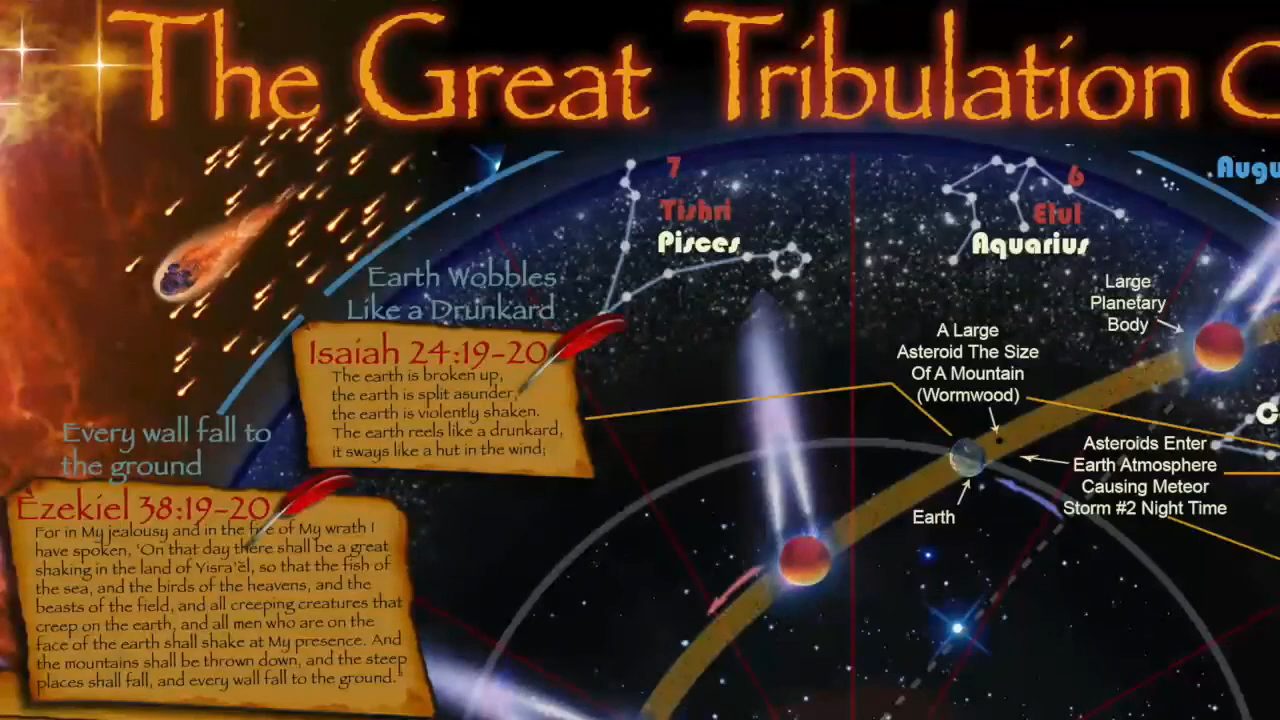 The Great Tribulation
7
Tishri
Pisces
6
Elul
Aquarius
Augu
Earth Wobbles
Like a Drunkard
Isaiah 24:19-20
The earth is broken up,
the earth is split asunder,
the earth is violently shaken.
The earth reels like a drunkard,
it sways like a hut in the wind;
Every wall fall to
the ground
Ezekiel 38:19-20
For in My jealousy and in the fire of My wrath I
have spoken, 'On that day there shall be a great
shaking in the land of Yisra'ĕl, so that the fish of
the sea, and the birds of the heavens, and the
beasts of the field, and all creeping creatures that
creep on the earth, and all men who are on the
face of the earth shall shake at My presence. And
the mountains shall be thrown down, and the steep
places shall fall, and every wall fall to the ground."
Large
Planetary
Body
A Large
Asteroid The Size
Of A Mountain
(Wormwood)
Asteroids Enter
Earth Atmosphere
Causing Meteor
Storm #2 Night Time
Earth